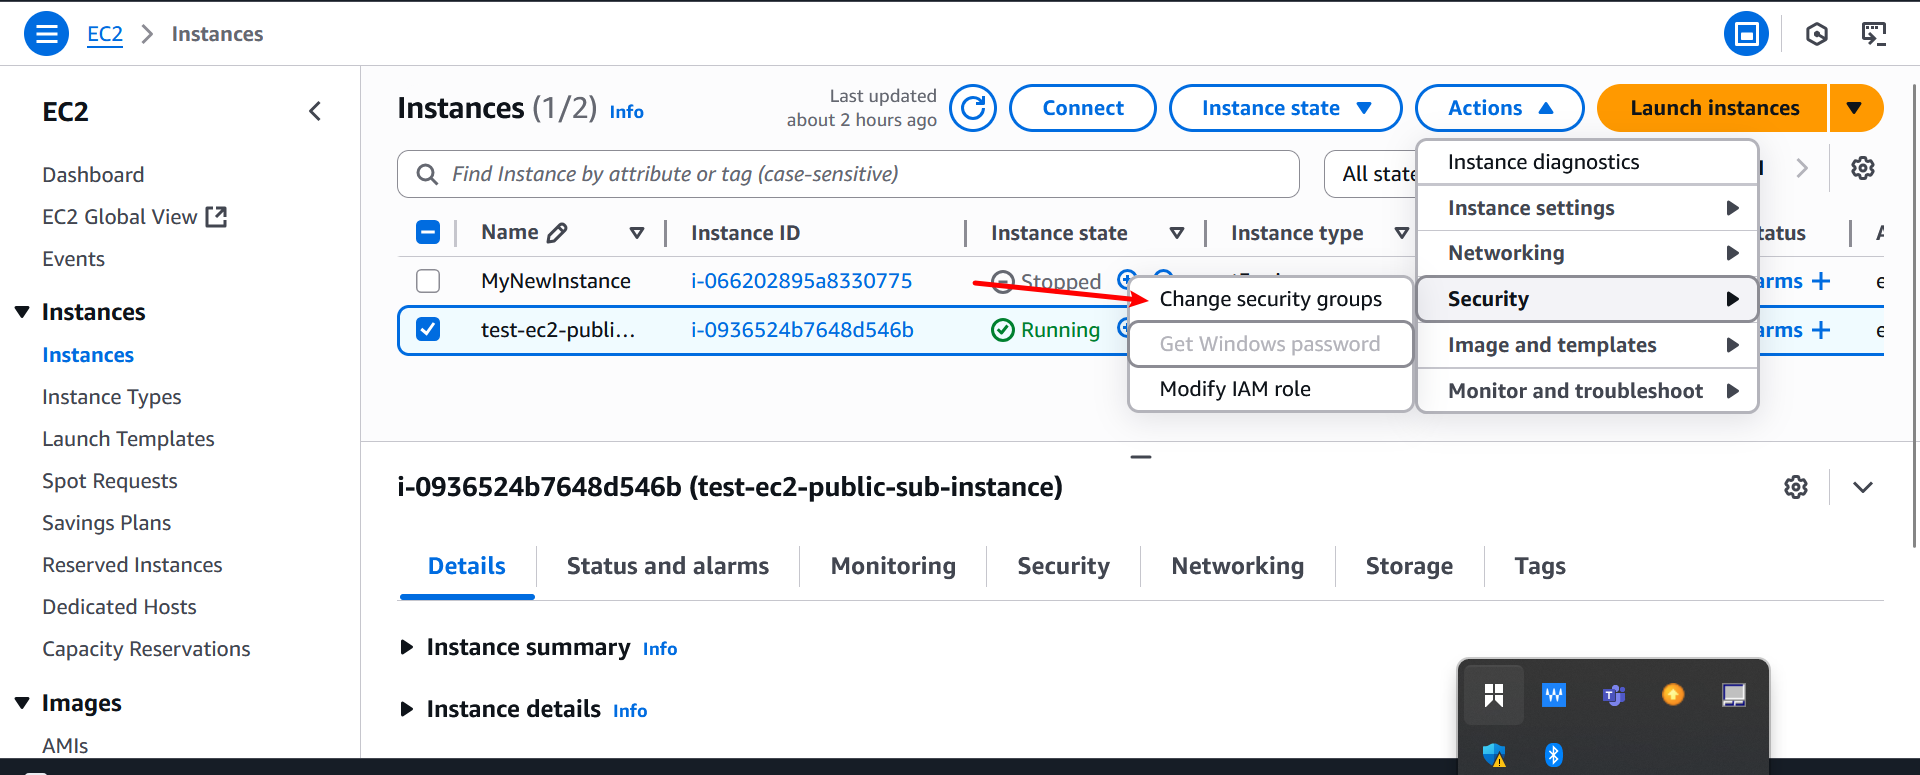 EC2 > Instances
EC2
Dashboard
EC2 Global View
Events
Instances
Instances
Instance Types
Launch Templates
Spot Requests
Savings Plans
Reserved Instances
Dedicated Hosts
Capacity Reservations
Images
AMIs
Instances (1/2) Info
Last updated
about 2 hours ago
Connect
Instance state
Actions
Launch instances
Find Instance by attribute or tag (case-sensitive)
All state
Name
Instance ID
Instance state
Instance type
MyNewInstance
i-066202895a8330775
Stopped
test-ec2-publi...
i-0936524b7648d546b
Running
arms +
arms +
Instance diagnostics
Instance settings
Networking
Security
Image and templates
Monitor and troubleshoot
Change security groups
Get Windows password
Modify IAM role
i-0936524b7648d546b (test-ec2-public-sub-instance)
Details
Status and alarms
Monitoring
Security
Networking
Storage
Tags
Instance summary Info
Instance details Info